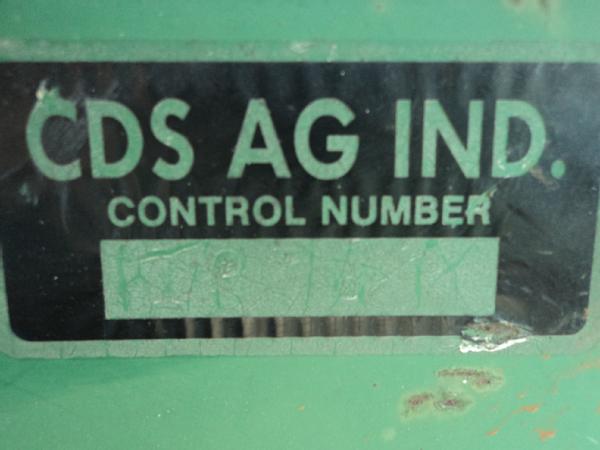 CDS AG IND.
CONTROL NUMBER